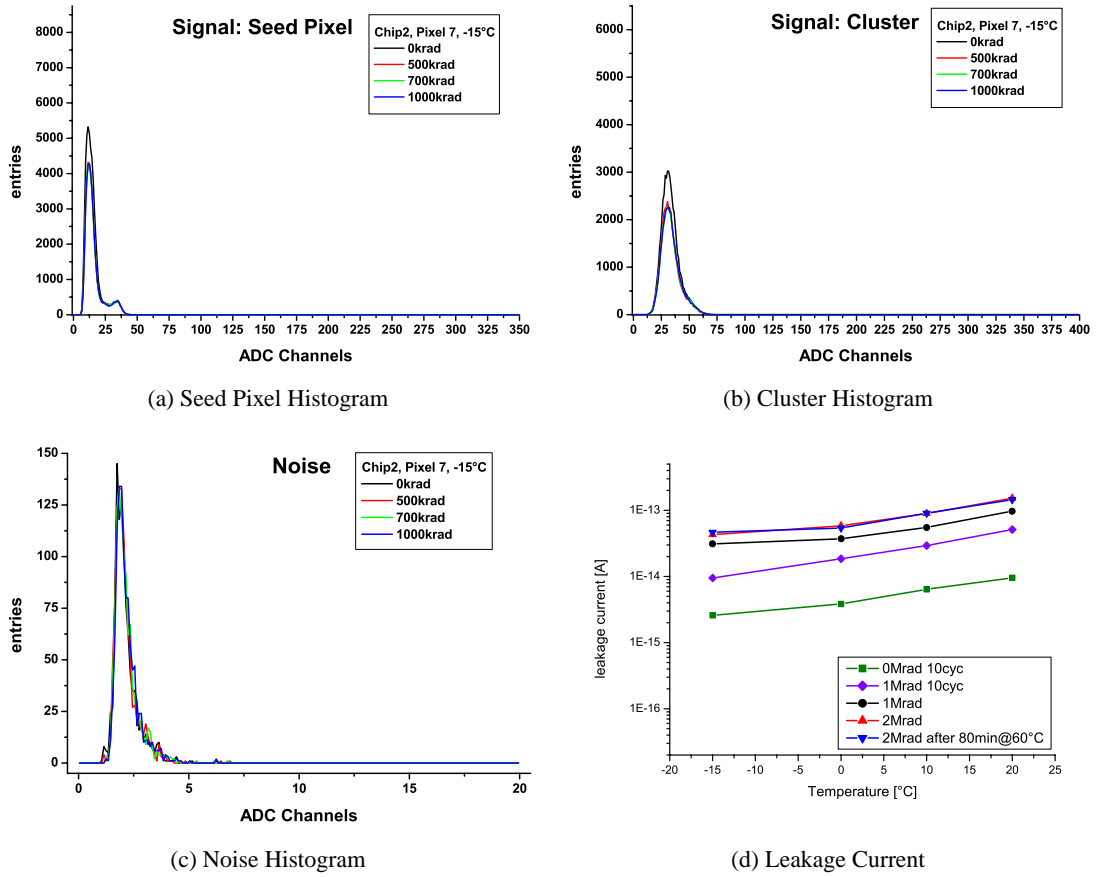 Signal: Seed Pixel
Chip2, Pixel 7, -15°C
0krad
500krad
700krad
1000krad
entries
8000
7000
6000
5000
4000
3000
2000
1000
0
0 25 50 75 100 125 150 175 200 225 250 275 300 325 350
ADC Channels
(a) Seed Pixel Histogram
Signal: Cluster
Chip2, Pixel 7, -15°C
0krad
500krad
700krad
1000krad
entries
6000
5000
4000
3000
2000
1000
0
0 25 50 75 100 125 150 175 200 225 250 275 300 325 350 375 400
ADC Channels
(b) Cluster Histogram
Noise
Chip2, Pixel 7, -15°C
0krad
500krad
700krad
1000krad
entries
150
125
100
75
50
25
0
0 5 10 15 20
ADC Channels
(c) Noise Histogram
leakage current [A]
1E-13
1E-14
1E-15
1E-16
0Mrad 10cyc
1Mrad 10cyc
1Mrad
2Mrad
2Mrad after 80min@60°C
-20 -15 -10 -5 0 5 10 15 20 25
Temperature [°C]
(d) Leakage Current